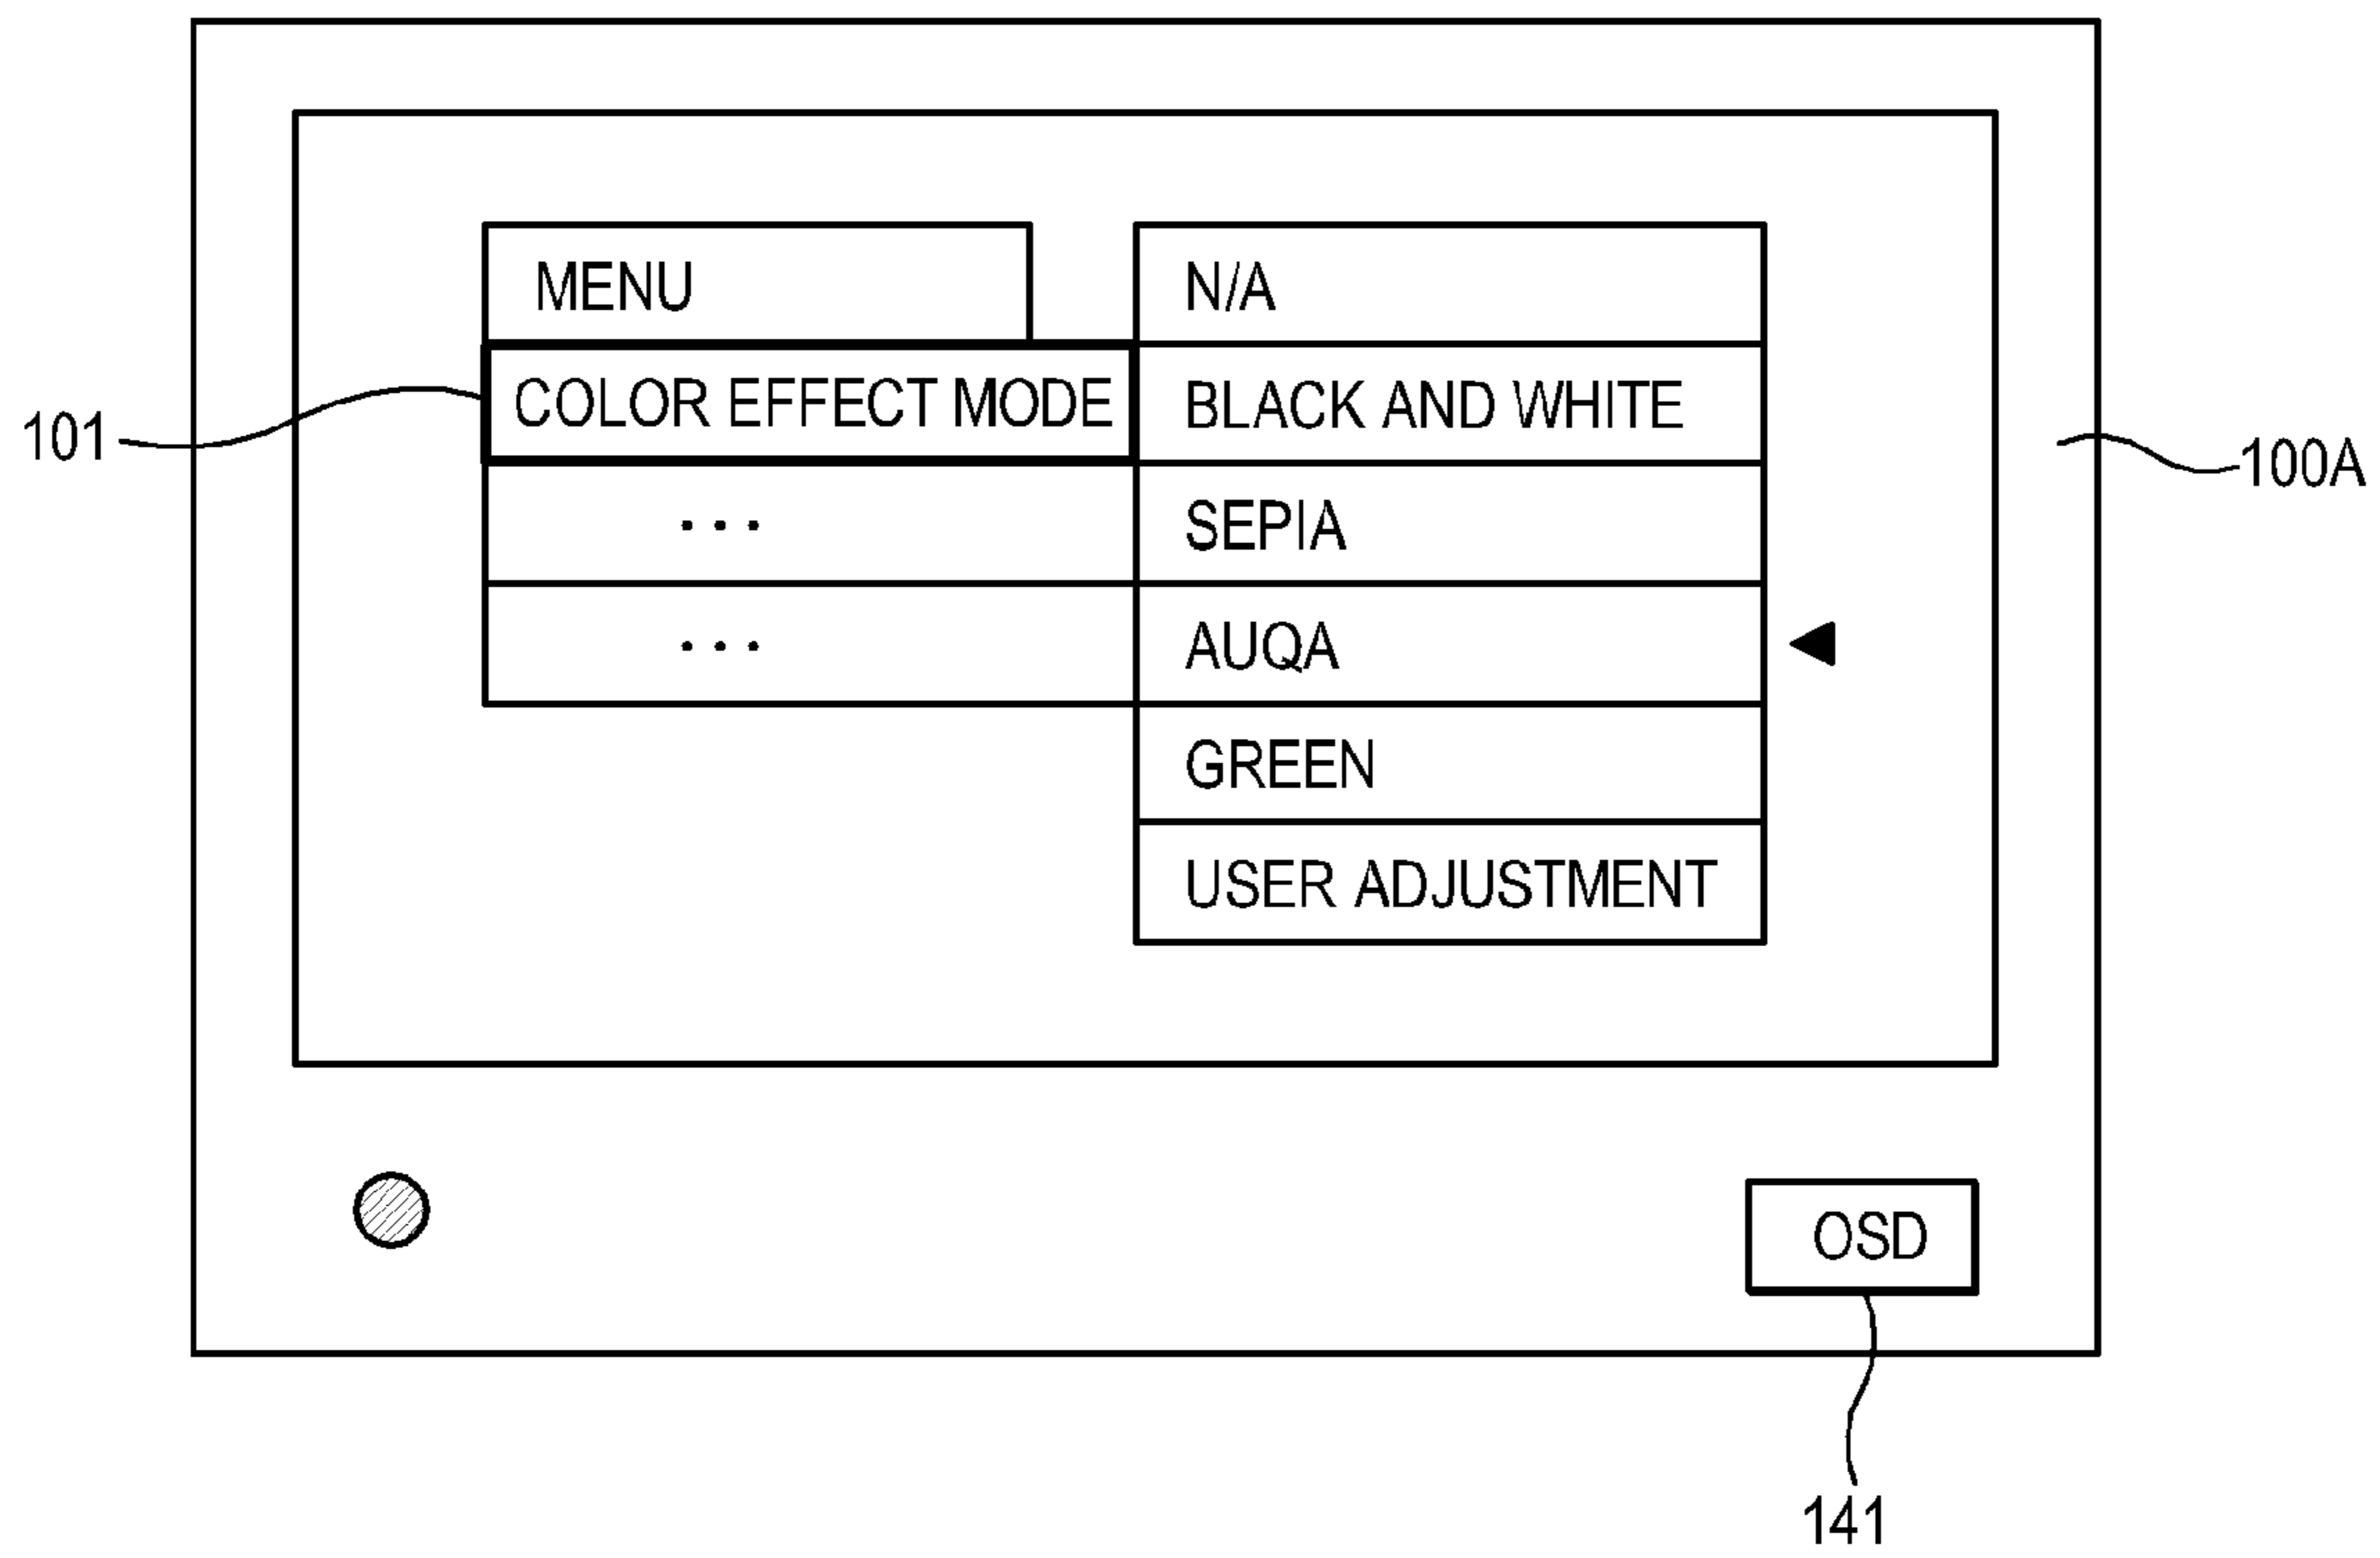 MENU
N/A
101
COLOR EFFECT MODE
BLACK AND WHITE
100A
...
SEPIA
...
AUQA
GREEN
USER ADJUSTMENT
OSD
141